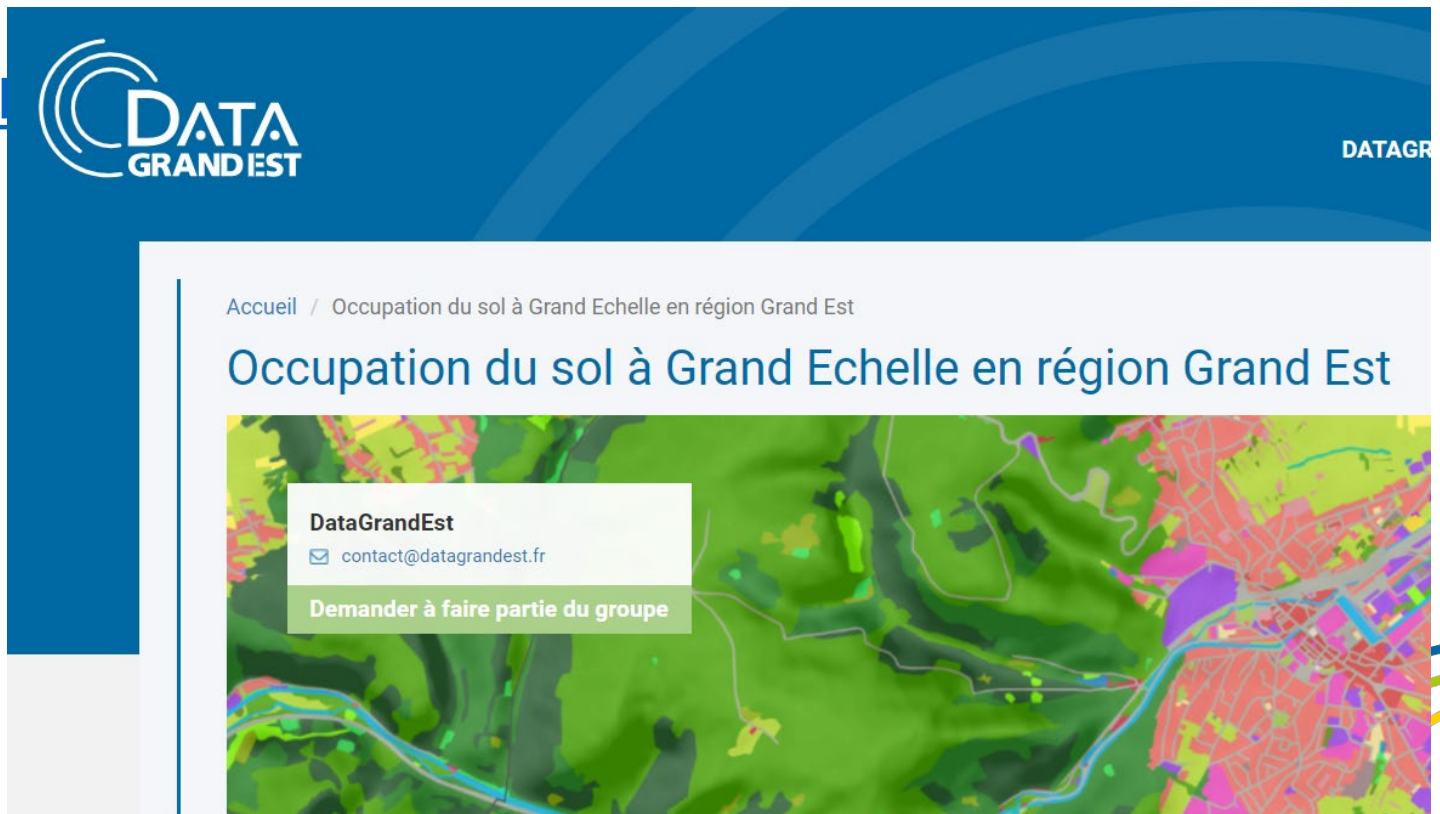 DATA
GRAND EST
DATAGR
Accueil / Occupation du sol à Grand Echelle en région Grand Est
Occupation du sol à Grand Echelle en région Grand Est
DataGrandEst
contact@datagrandest.fr
Demander à faire partie du groupe